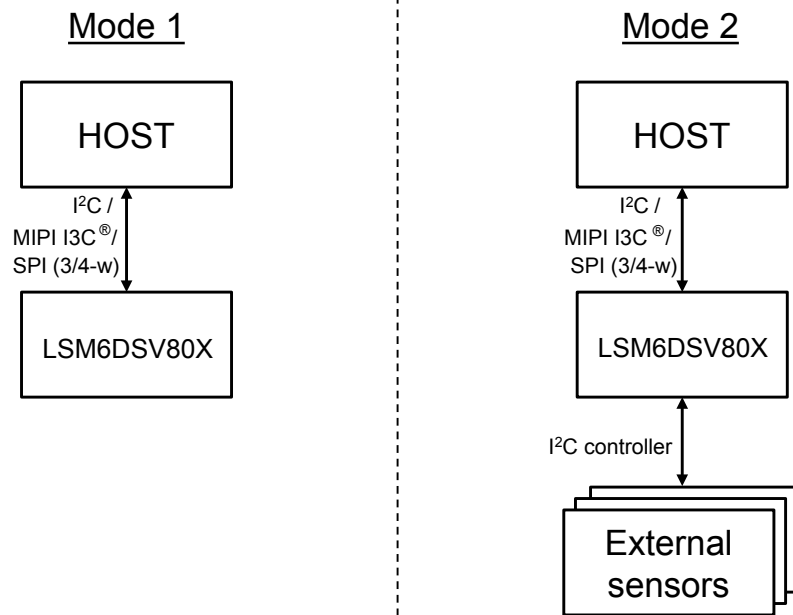 Mode 1
HOST
I²C /
MIPI I3C®/
SPI (3/4-w)
LSM6DSV80X
Mode 2
HOST
I²C /
MIPI I3C®/
SPI (3/4-w)
LSM6DSV80X
I²C controller
External
sensors